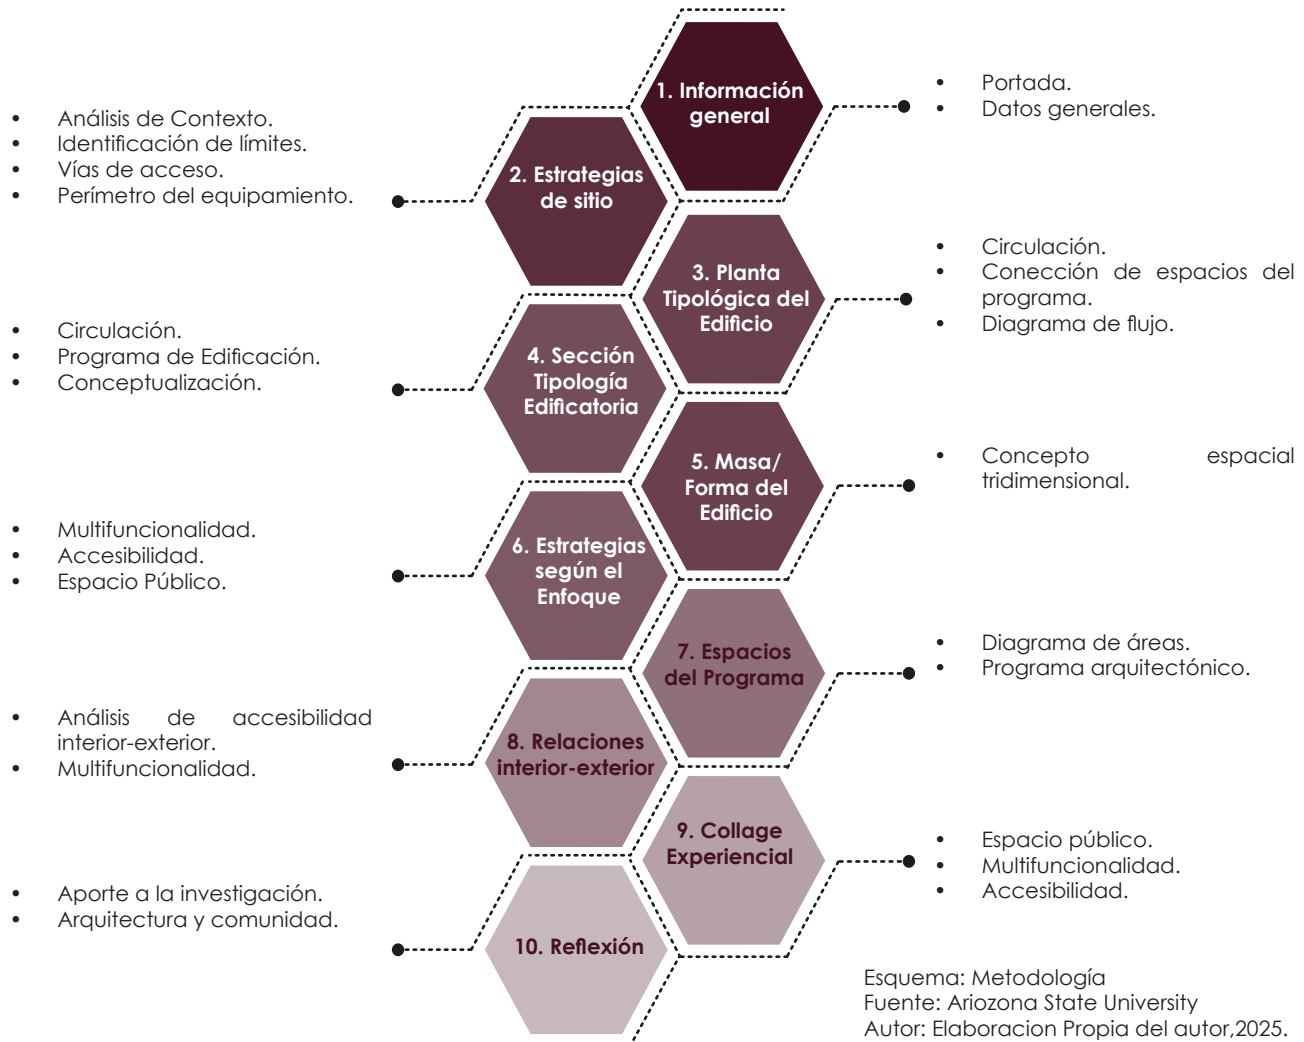 1. Información
general
• Portada.
• Datos generales.
• Análisis de Contexto.
• Identificación de límites.
• Vías de acceso.
• Perímetro del equipamiento.
2. Estrategias
de sitio
3. Planta
Tipológica del
Edificio
• Circulación.
• Conección de espacios del
programa.
• Diagrama de flujo.
• Circulación.
• Programa de Edificación.
• Conceptualización.
4. Sección
Tipología
Edificatoria
5. Masa/
Forma del
Edificio
• Concepto espacial
tridimensional.
• Multifuncionalidad.
• Accesibilidad.
• Espacio Público.
6. Estrategias
según el
Enfoque
7. Espacios
del Programa
• Diagrama de áreas.
• Programa arquitectónico.
• Análisis de accesibilidad
interior-exterior.
• Multifuncionalidad.
8. Relaciones
interior-exterior
9. Collage
Experiencial
• Espacio público.
• Multifuncionalidad.
• Accesibilidad.
• Aporte a la investigación.
• Arquitectura y comunidad.
10. Reflexión
Esquema: Metodología
Fuente: Ariozona State University
Autor: Elaboracion Propia del autor,2025.